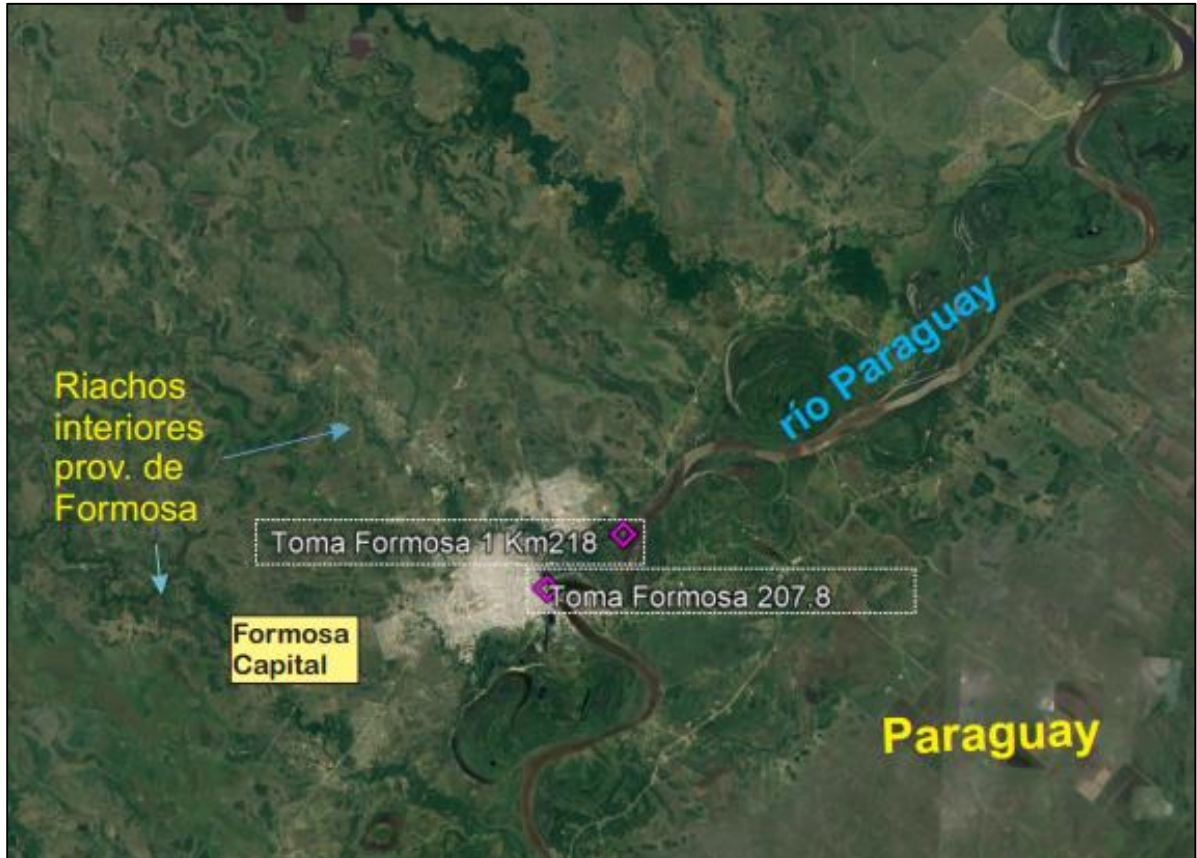 río Paraguay
Riachos
interiores
prov. de
Formosa
Toma Formosa 1 Km218
Toma Formosa 207.8
Formosa
Capital
Paraguay